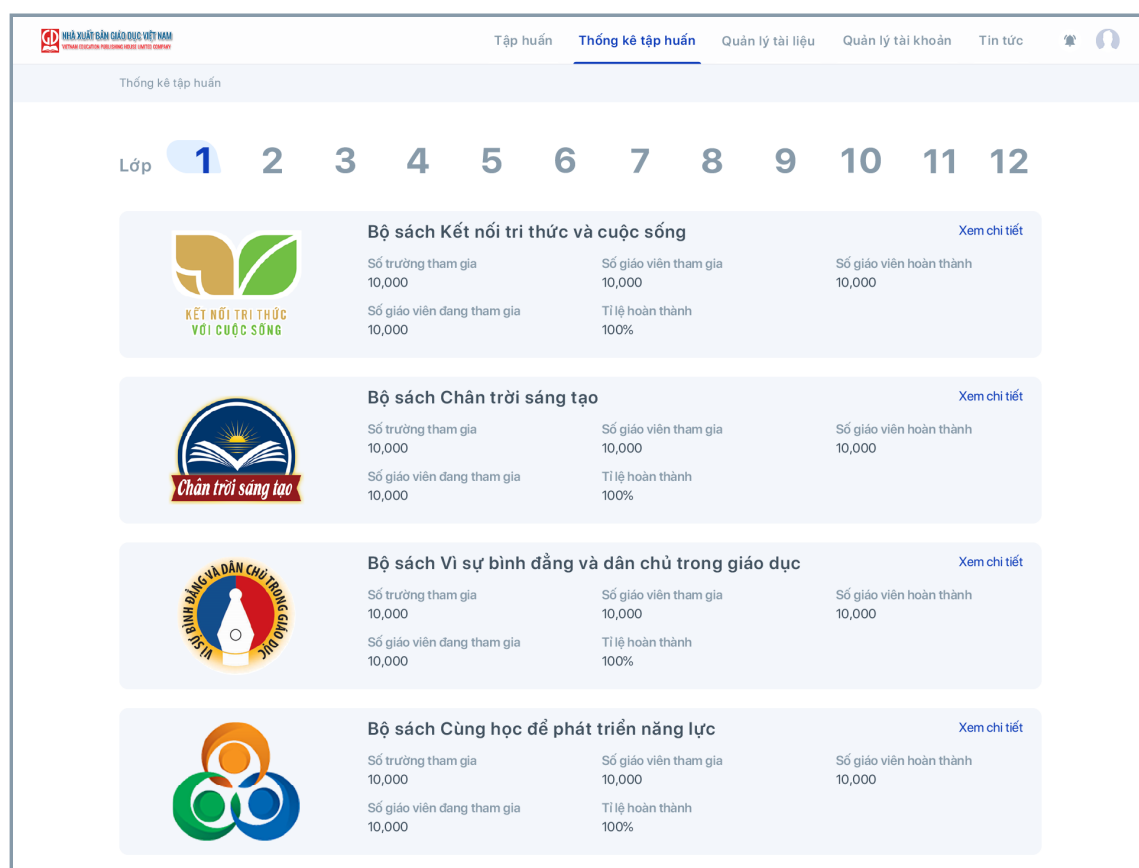 NHÀ XUẤT BẢN GIÁO DỤC VIỆT NAM
VIETNAM EDUCATION PUBLISHING HOUSE LIMITED COMPANY
Tập huấn Thống kê tập huấn Quản lý tài liệu Quản lý tài khoản Tin tức
Thống kê tập huấn
Lớp 1 2 3 4 5 6 7 8 9 10 11 12
Bộ sách Kết nối tri thức và cuộc sống Xem chi tiết
Số trường tham gia Số giáo viên tham gia Số giáo viên hoàn thành
10,000 10,000 10,000
Số giáo viên đang tham gia Tỉ lệ hoàn thành
10,000 100%
KẾT NỐI TRI THỨC
VỚI CUỘC SỐNG
Bộ sách Chân trời sáng tạo Xem chi tiết
Số trường tham gia Số giáo viên tham gia Số giáo viên hoàn thành
10,000 10,000 10,000
Số giáo viên đang tham gia Tỉ lệ hoàn thành
10,000 100%
Chân trời sáng tạo
Bộ sách Vì sự bình đẳng và dân chủ trong giáo dục Xem chi tiết
Số trường tham gia Số giáo viên tham gia Số giáo viên hoàn thành
10,000 10,000 10,000
Số giáo viên đang tham gia Tỉ lệ hoàn thành
10,000 100%
VÌ SỰ BÌNH ĐẲNG VÀ DÂN CHỦ TRONG GIÁO DỤC
Bộ sách Cùng học để phát triển năng lực Xem chi tiết
Số trường tham gia Số giáo viên tham gia Số giáo viên hoàn thành
10,000 10,000 10,000
Số giáo viên đang tham gia Tỉ lệ hoàn thành
10,000 100%